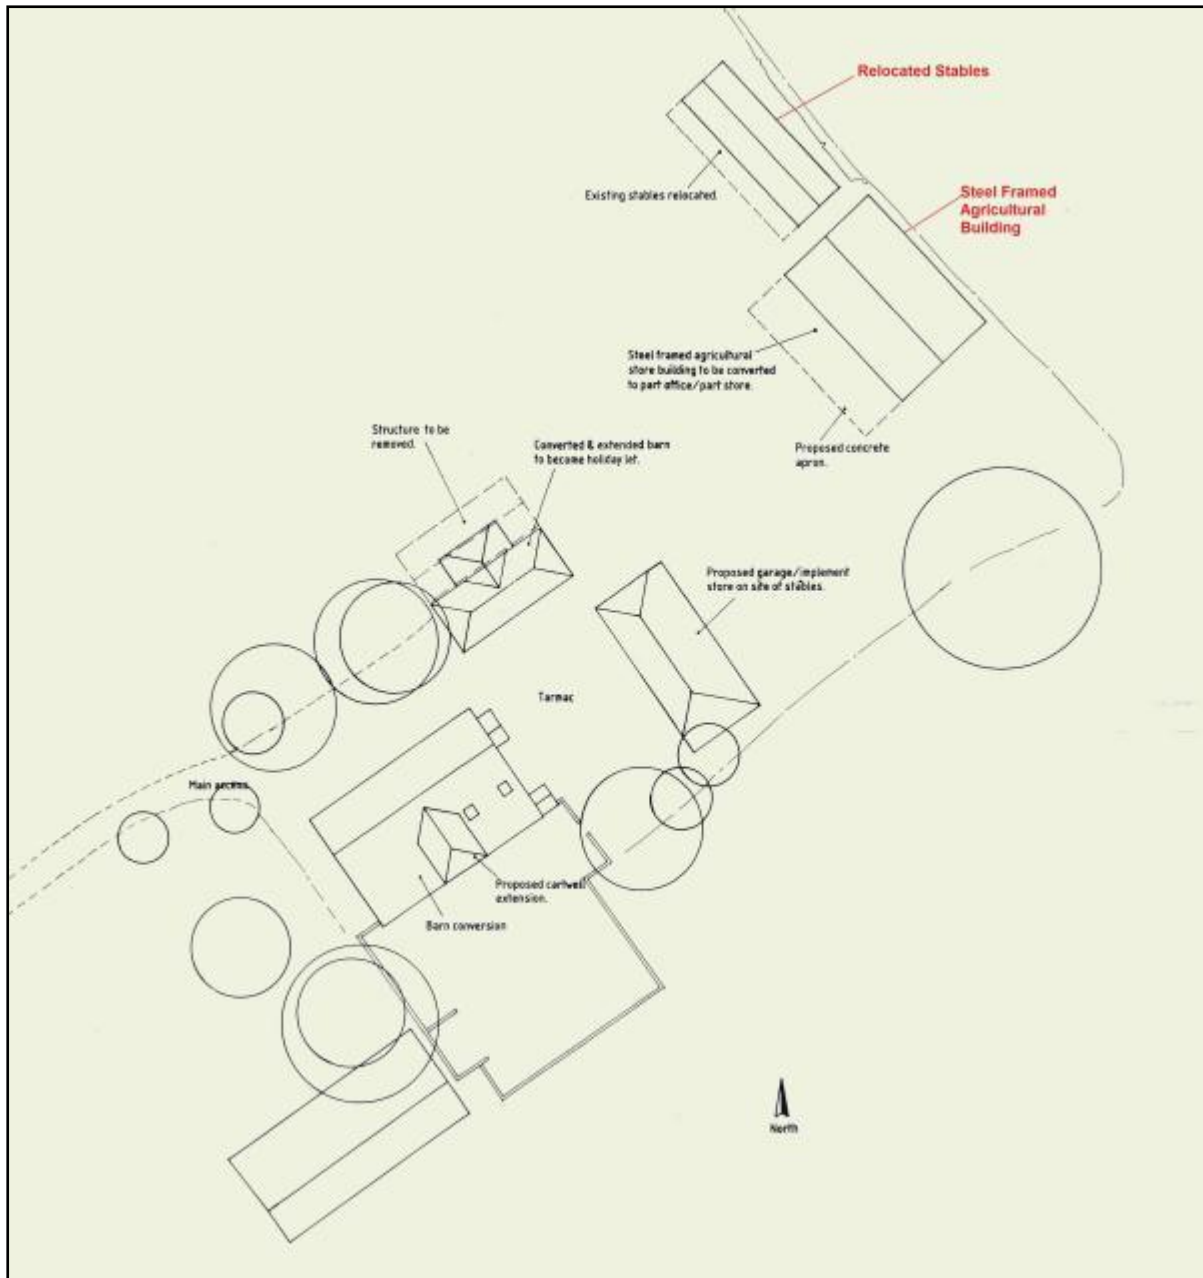 Relocated Stables
Existing stables relocated.
Steel Framed
Agricultural
Building
Steel framed agricultural
store building to be converted
to part office/part store.
Structure to be
removed.
Converted & extended barn
to become holiday let.
Proposed concrete
apron.
Proposed garage/implement
store on site of stables.
Tarmac
Main access
Proposed cartwell
extension.
Barn conversion
North